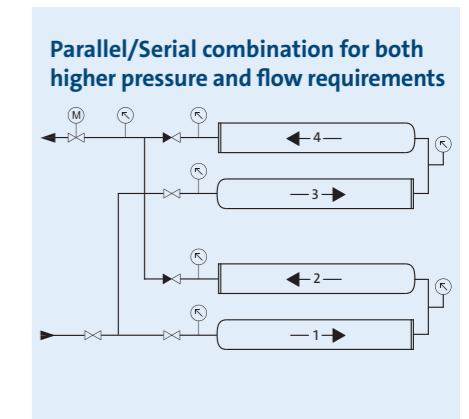 Parallel/Serial combination for both
higher pressure and flow requirements
M
4
3
2
1